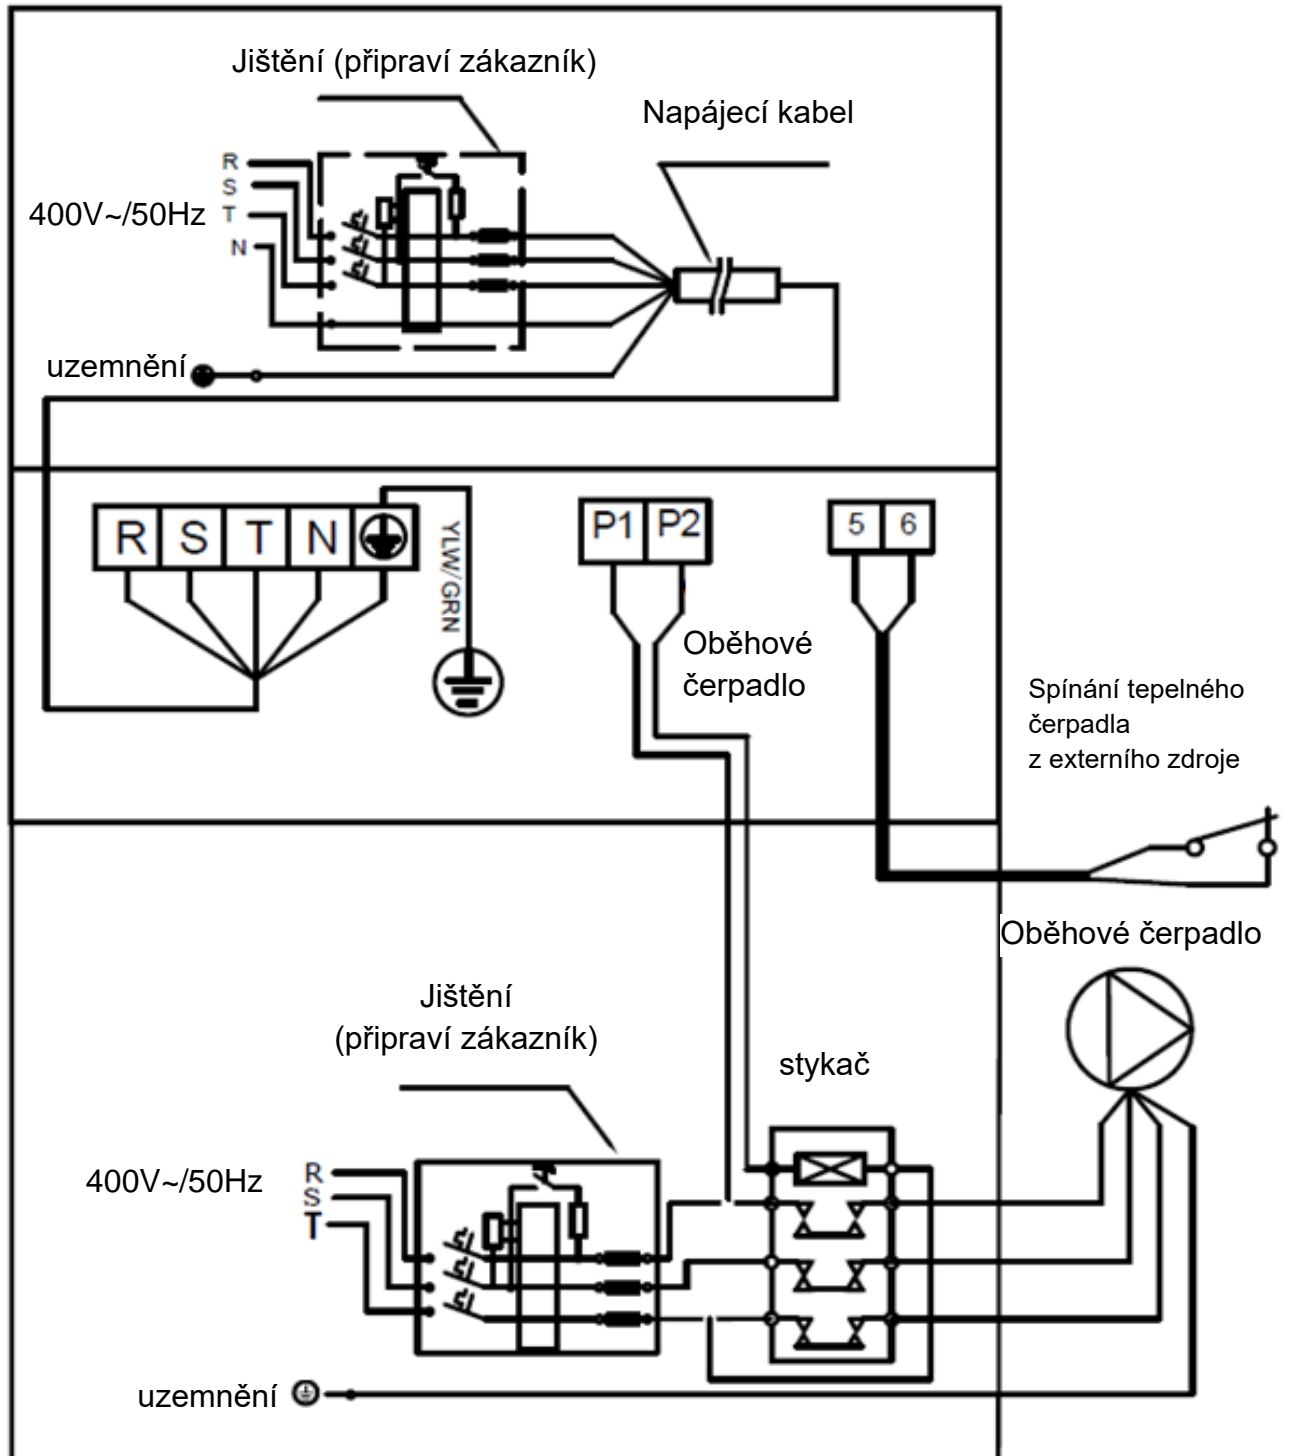 Jištění (připraví zákazník)
Napájecí kabel
R
S
400V~/50Hz T
N
uzemnění
R S T N
YLW/GRN
P1 P2
5 6
Oběhové
čerpadlo
Spínání tepelného
čerpadla
z externího zdroje
Oběhové čerpadlo
Jištění
(připraví zákazník)
stykač
400V~/50Hz R
S
T
uzemnění